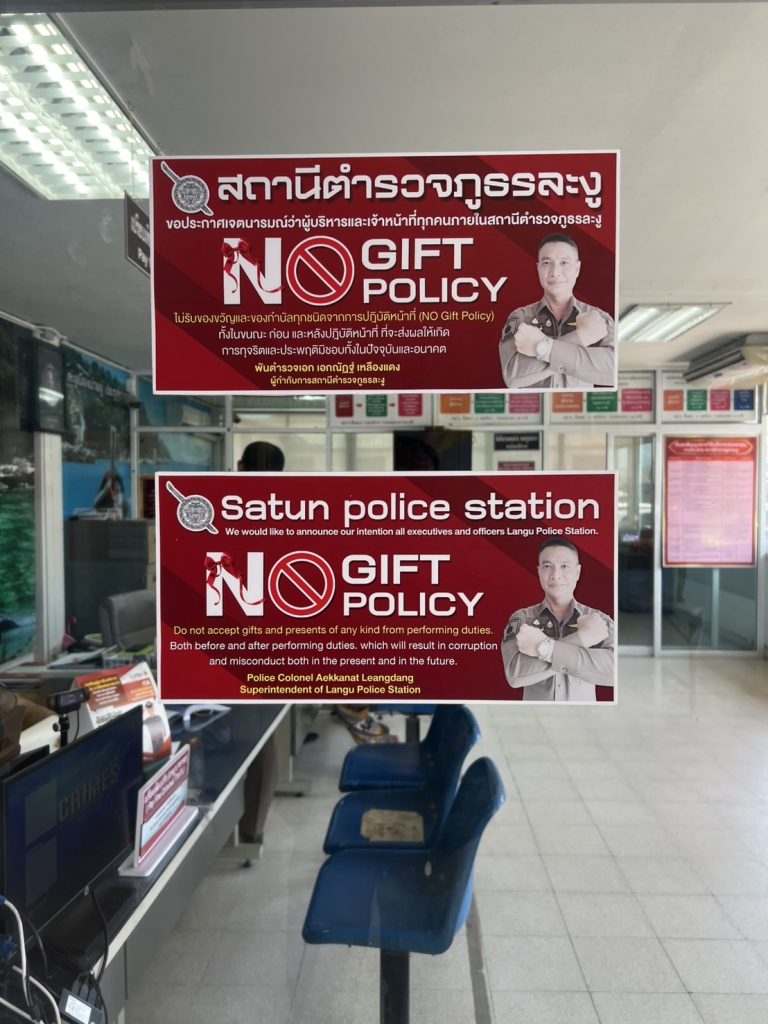 สถานีตำรวจภูธรละงู
ขอประกาศเจตนารมณ์ว่าผู้บริหารและเจ้าหน้าที่ทุกคนภายในสถานีตำรวจภูธรละงู
NO GIFT
POLICY
ไม่รับของขวัญและของกำนัลทุกชนิดจากการปฎิบัติหน้าที่ (NO Gift Policy)
ทั้งในขณะ ก่อน และหลังปฎิบัติหน้าที่ ที่จะส่งผลให้เกิด
การทุจริตและประพฤติมิชอบทั้งในปัจจุบันและอนาคต
พันตำรวจเอก เอกณัฏฐ์ เหลืองแดง
ผู้กำกับการสถานีตำรวจภูธรละงู
Satun police station
We would like to announce our intention all executives and officers Langu Police Station.
NO GIFT
POLICY
Do not accept gifts and presents of any kind from performing duties.
Both before and after performing duties. which will result in corruption
and misconduct both in the present and in the future.
Police Colonel Aekkanat Leangdang
Superintendent of Langu Police Station
CRIMES